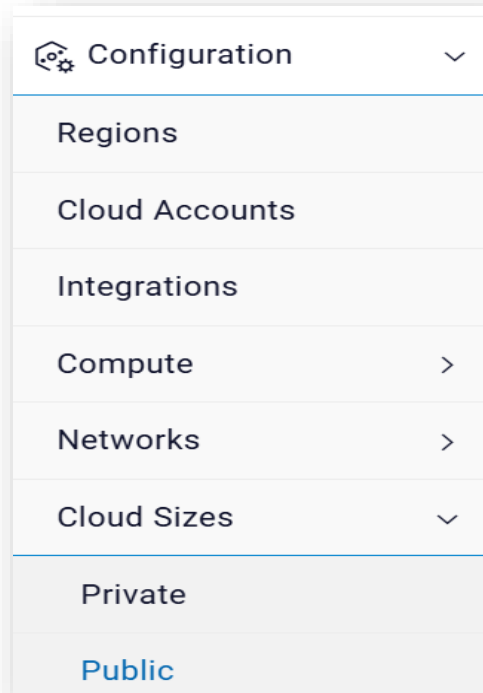 Configuration
Regions
Cloud Accounts
Integrations
Compute
Networks
Cloud Sizes
Private
Public